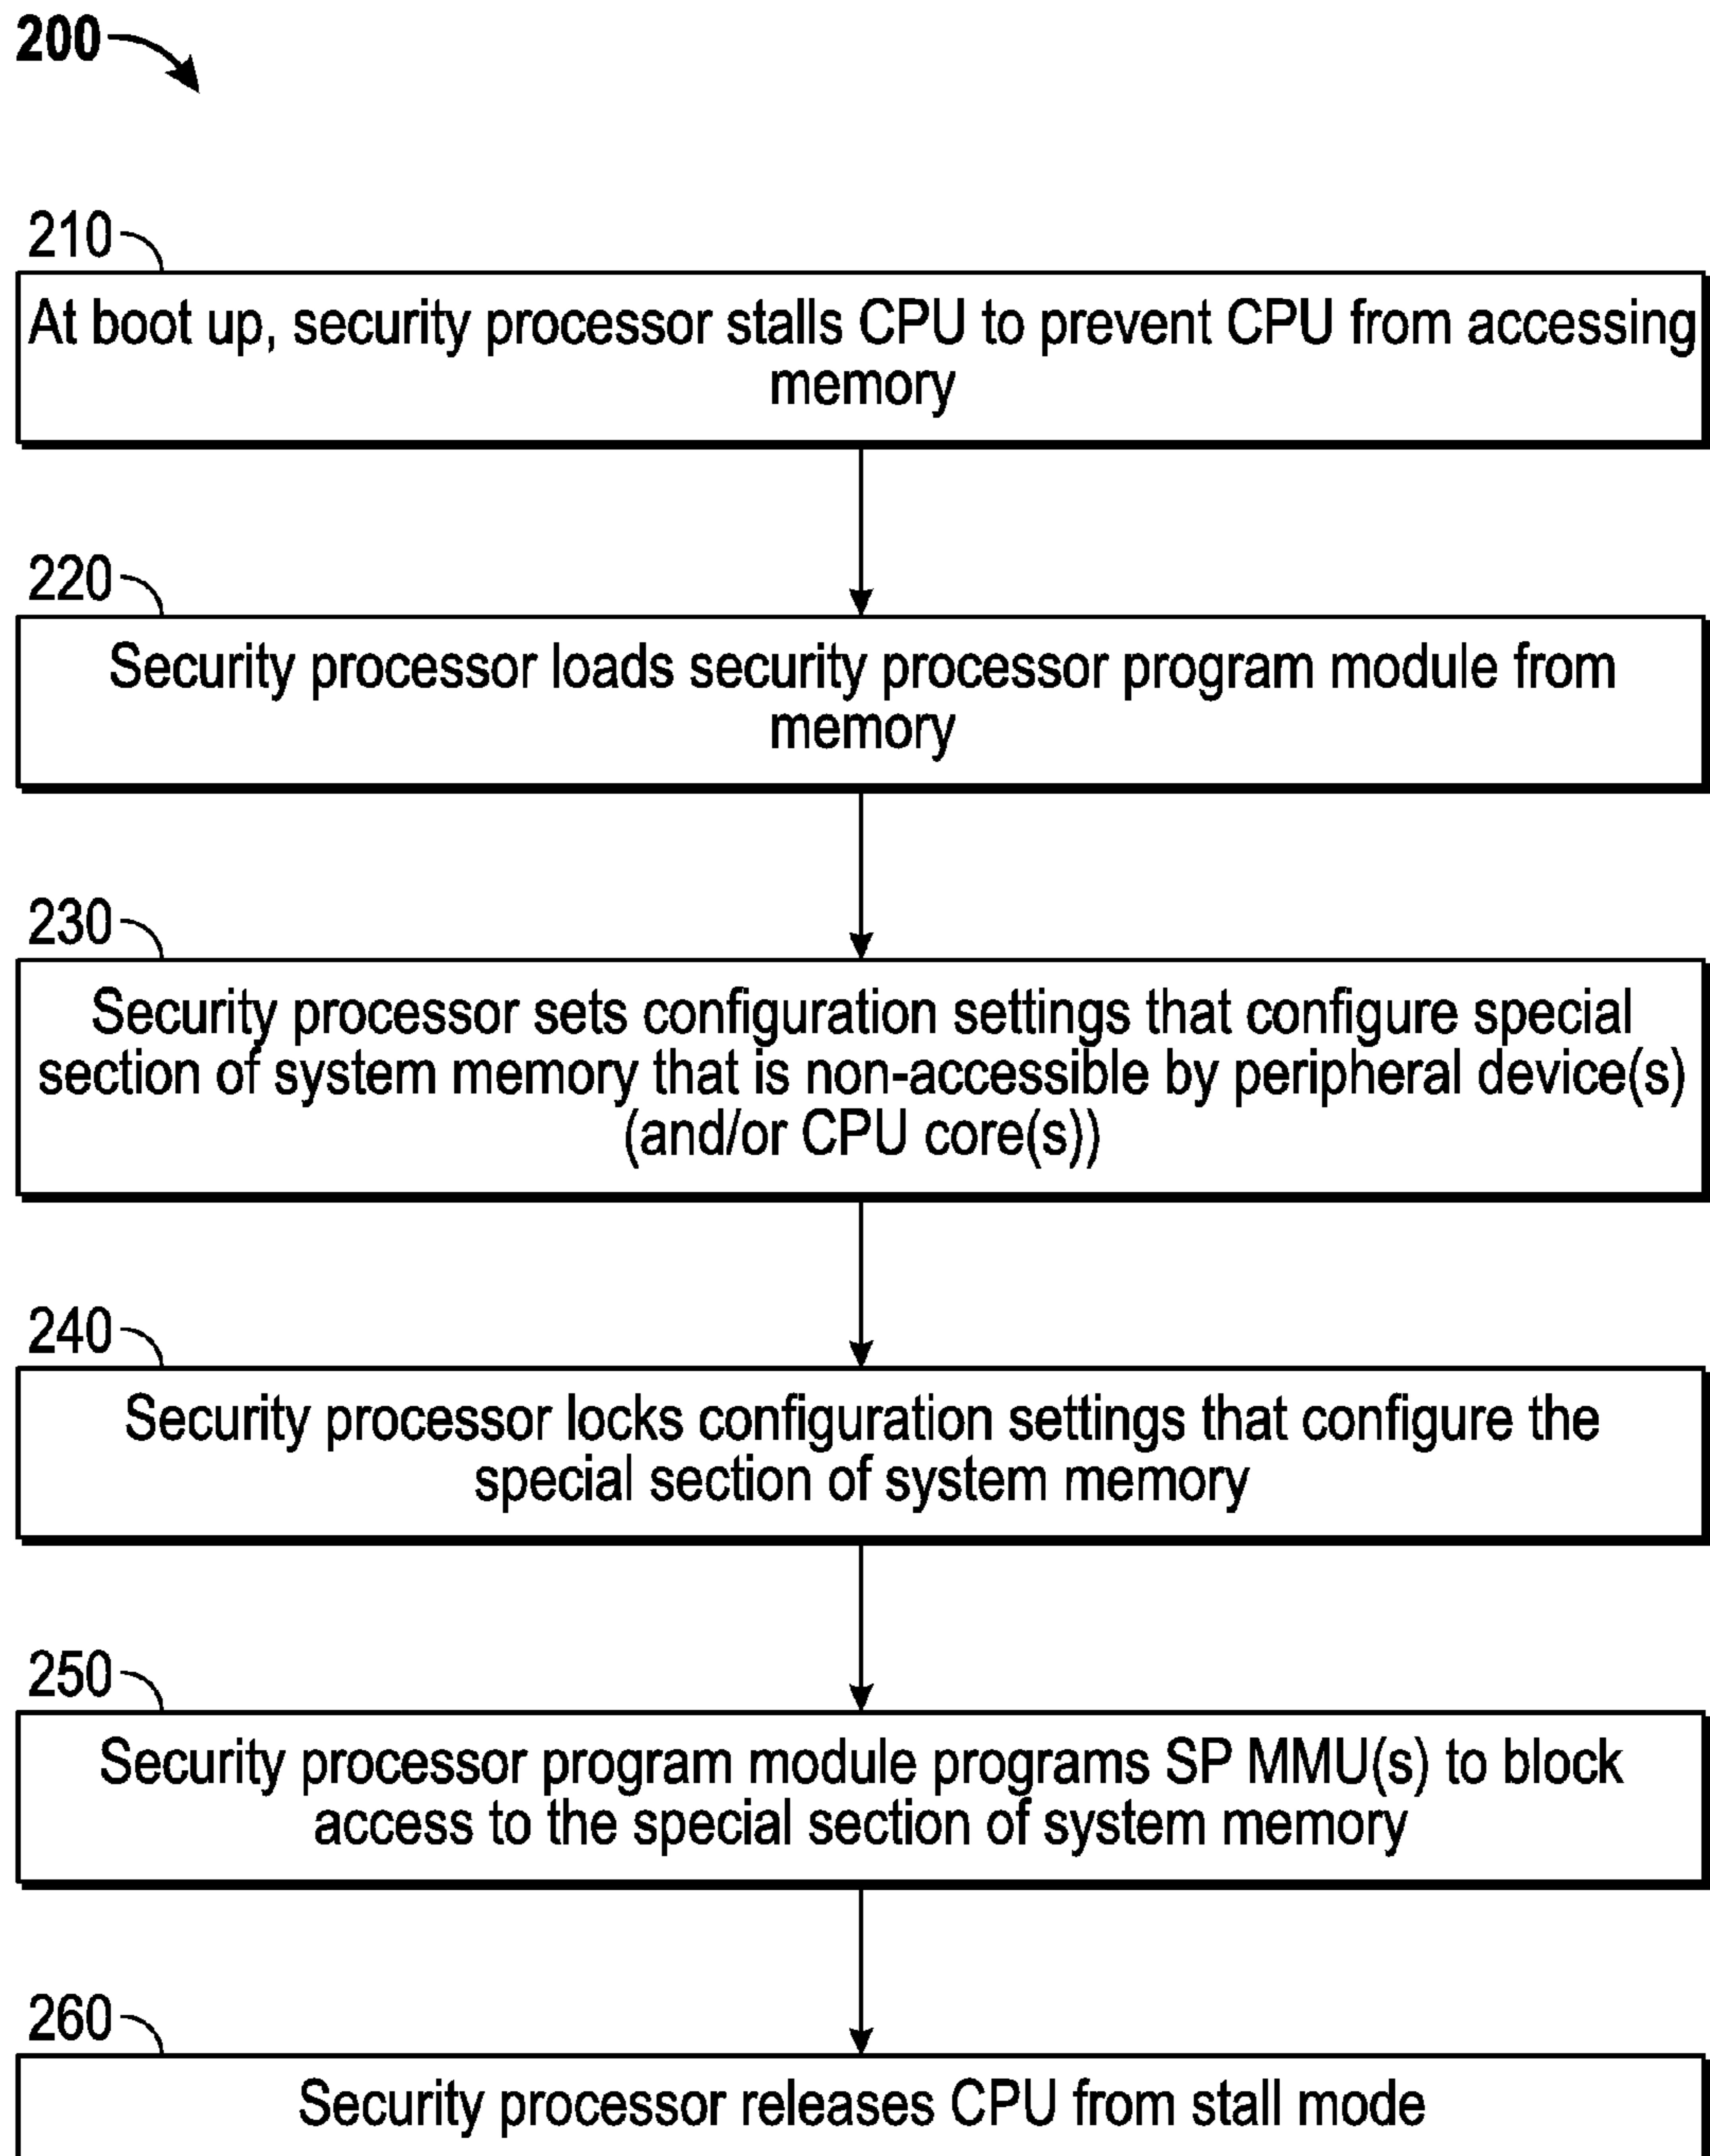 200
210
At boot up, security processor stalls CPU to prevent CPU from accessing
memory
220
Security processor loads security processor program module from
memory
230
Security processor sets configuration settings that configure special
section of system memory that is non-accessible by peripheral device(s)
(and/or CPU core(s))
240
Security processor locks configuration settings that configure the
special section of system memory
250
Security processor program module programs SP MMU(s) to block
access to the special section of system memory
260
Security processor releases CPU from stall mode